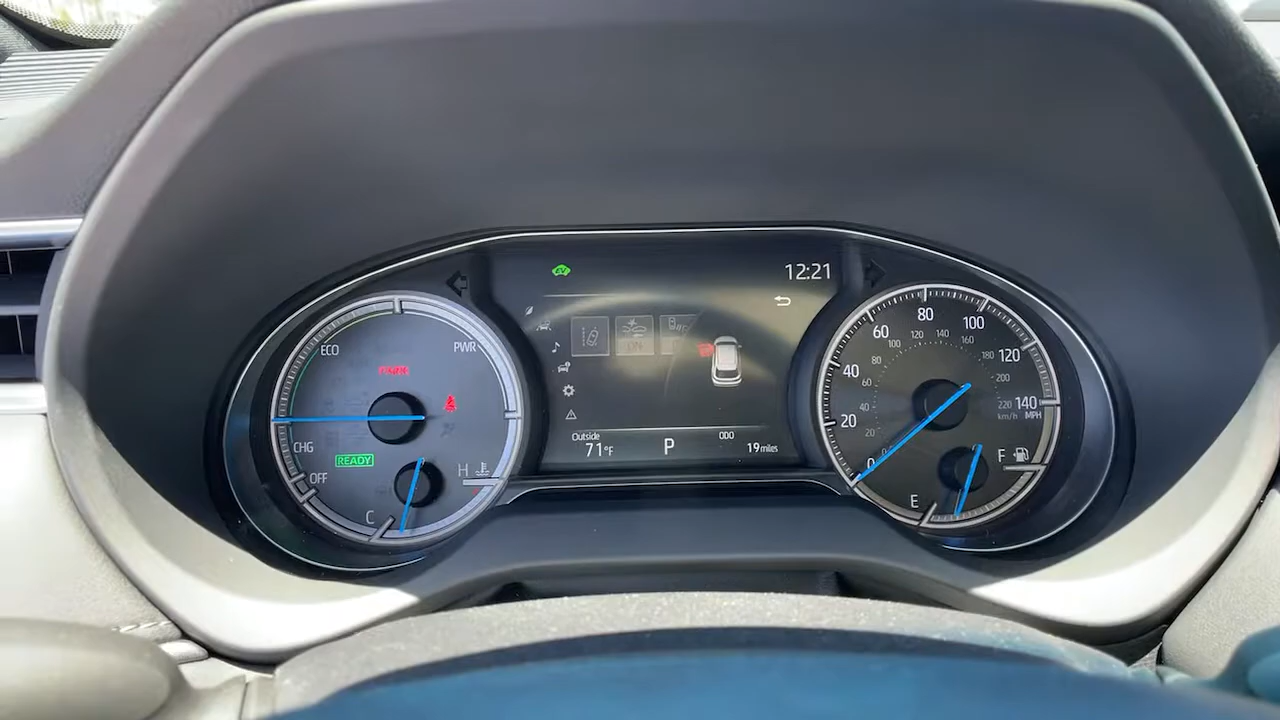 EV
12:21
ECO
PWR
CHG
READY
OFF
H
C
Outside
71°F
P
ODO
19 miles
0
20
40
60
80
100
120
140
MPH
20
60
80
100
120
140
160
180
200
220
km/h
F
E